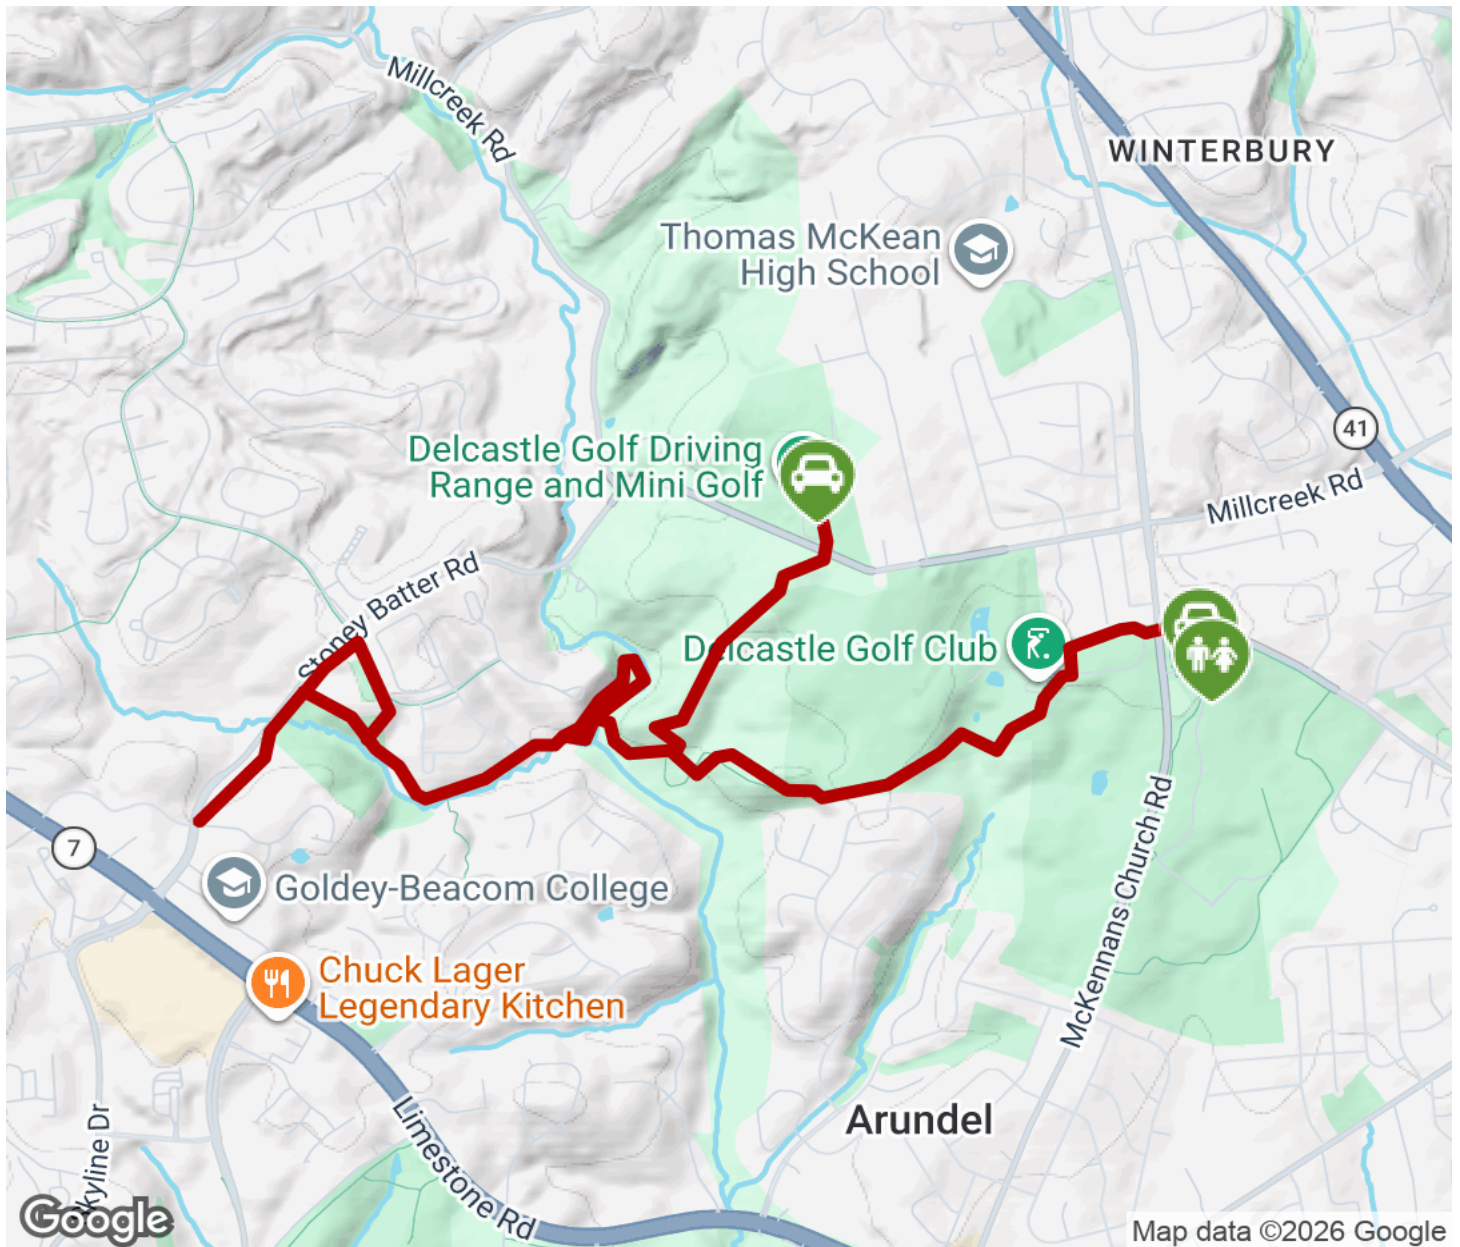 Millcreek Rd
WINTERBURY
Thomas McKean
High School
41
Delcastle Golf Driving
Range and Mini Golf
Millcreek Rd
Stoney Batter Rd
Delcastle Golf Club
7
Goldey-Beacom College
McKennans Church Rd
Chuck Lager
Legendary Kitchen
Limestone Rd
Arundel
Skyline Dr
Google
Map data ©2026 Google